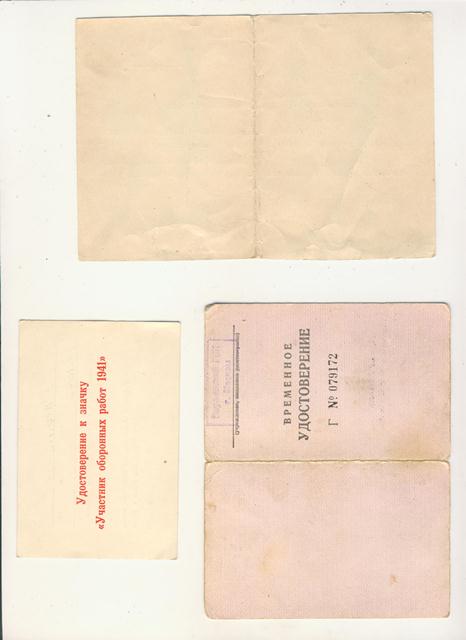 Удостоверение к значку
«Участник оборонных работ 1941»
ВРЕМЕННОЕ
УДОСТОВЕРЕНИЕ
Г № 079172